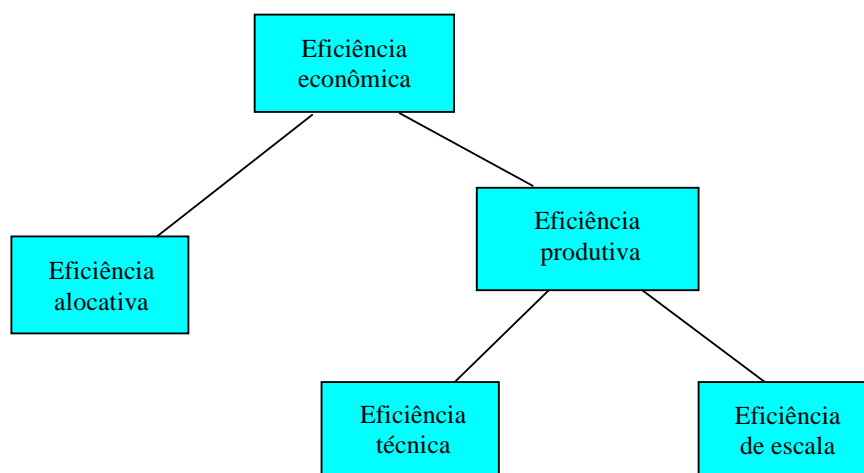 Eficiência
econômica
Eficiência
produtiva
Eficiência
alocativa
Eficiência
técnica
Eficiência
de escala